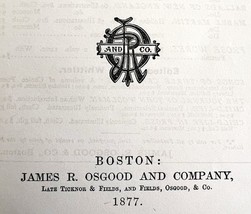 AND CO.
BOSTON:
JAMES R. OSGOOD AND COMPANY,
LATE TICKNOR & FIELDS, AND FIELDS, OSGOOD, & CO.
1877.